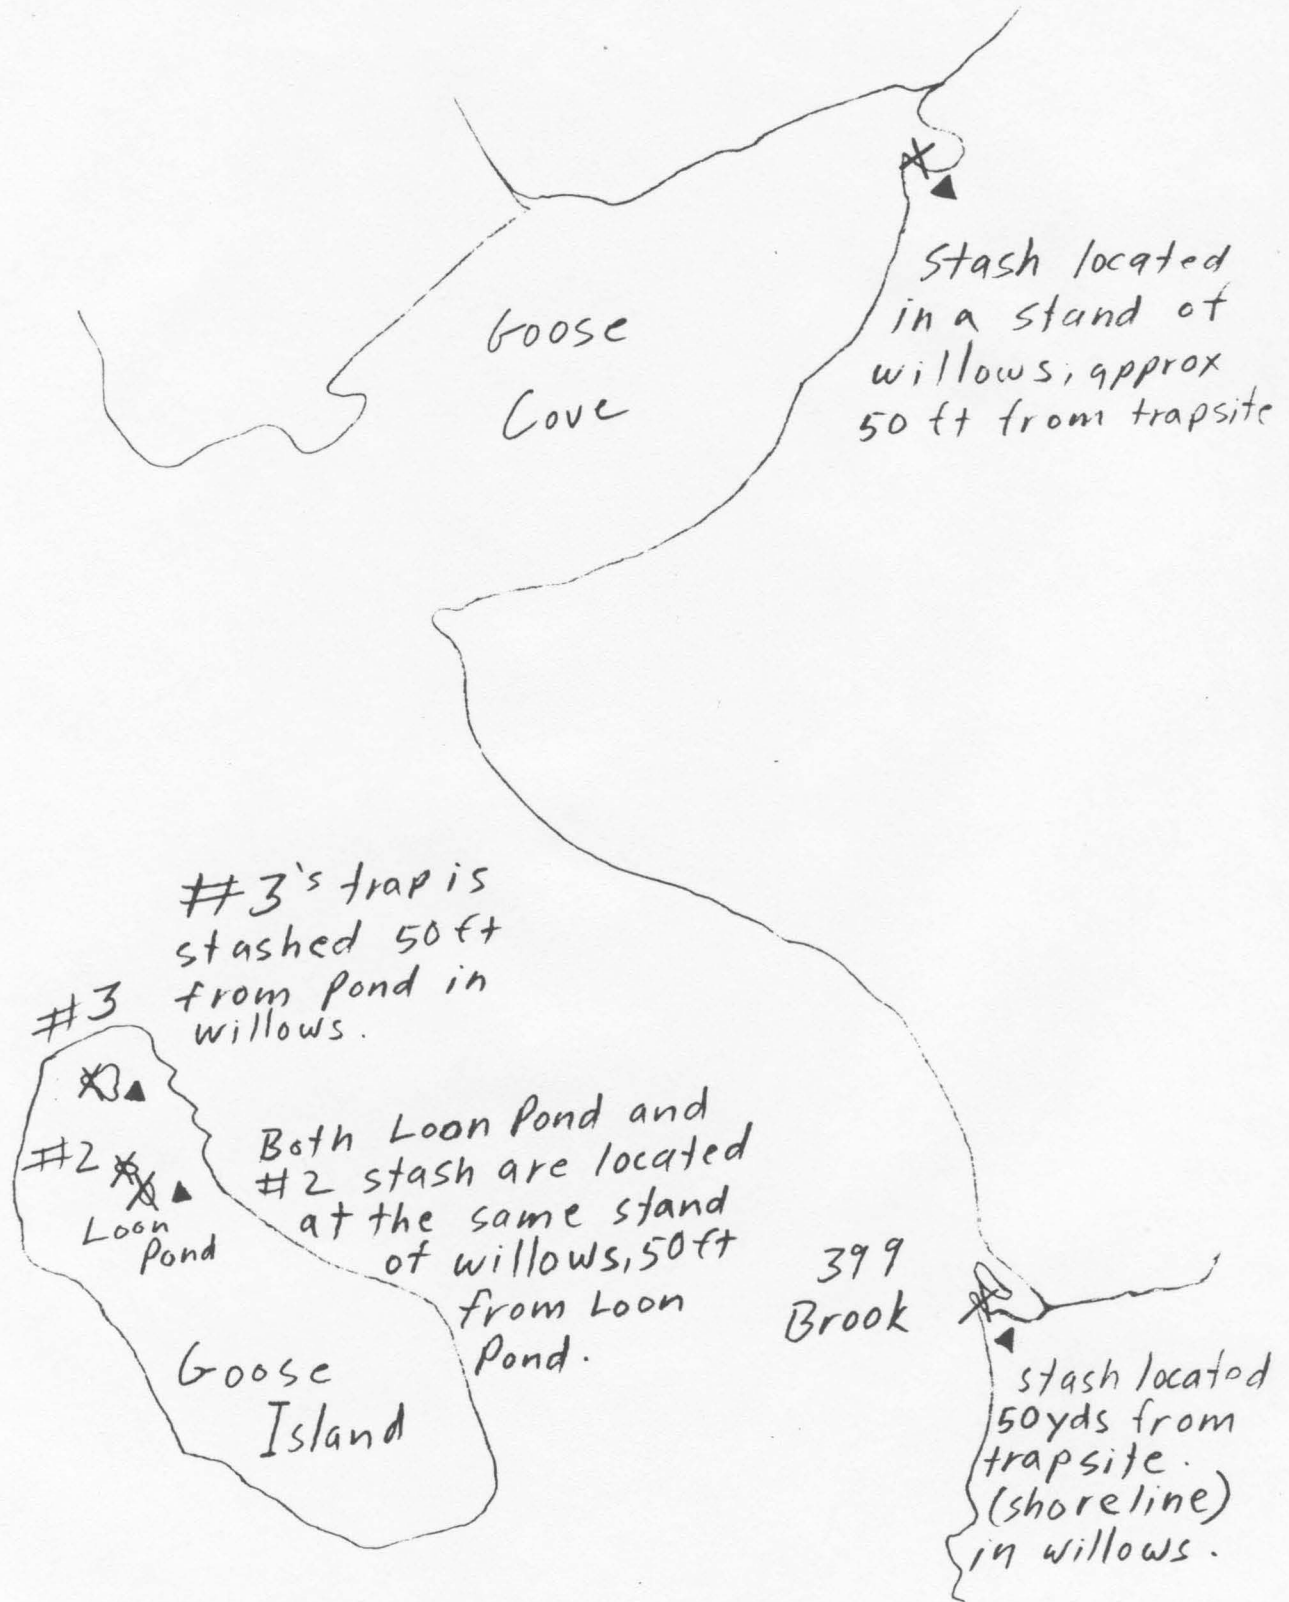 Stash located
in a stand of
willows, approx
50 ft from trapsite
Goose
Cove
#3's trap is
stashed 50 ft
from Pond in
willows.
#3
#2
Loon
Pond
Both Loon Pond and
#2 stash are located
at the same stand
of willows, 50ft
from Loon
Pond.
Goose
Island
399
Brook
stash located
50yds from
trapsite.
(shoreline)
in willows.